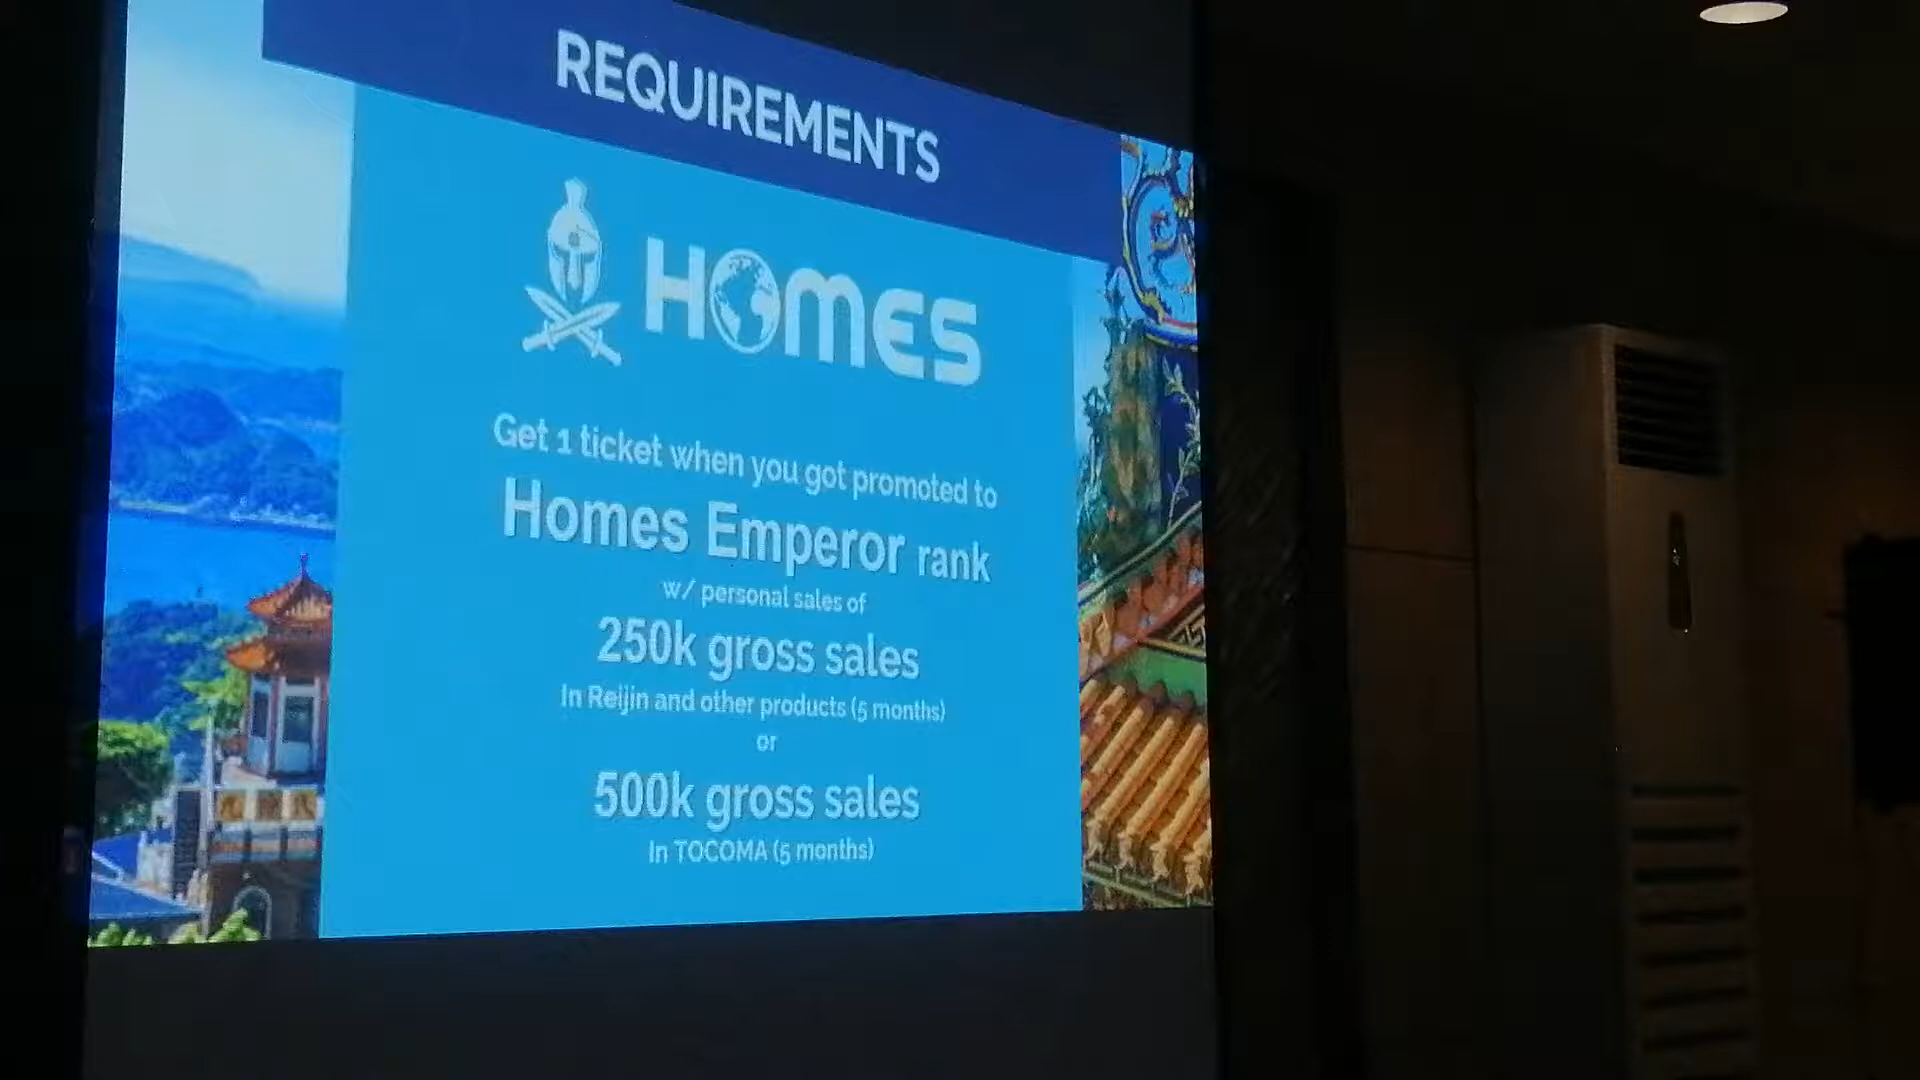 REQUIREMENTS
HOMES
Get 1 ticket when you got promoted to
Homes Emperor rank
w/ personal sales of
250k gross sales
In Reijin and other products (5 months)
or
500k gross sales
In TOCOMA (5 months)